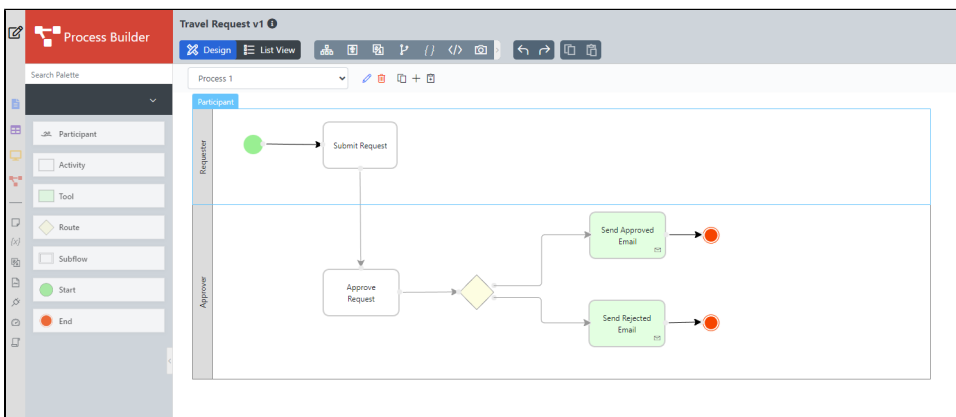 Travel Request v1
Process Builder
Design
List View
Search Palette
Process 1
Participant
Participant
Activity
Tool
Route
Subflow
Start
End
Requester
Submit Request
Approver
Approve
Request
Send Approved
Email
Send Rejected
Email
{x}